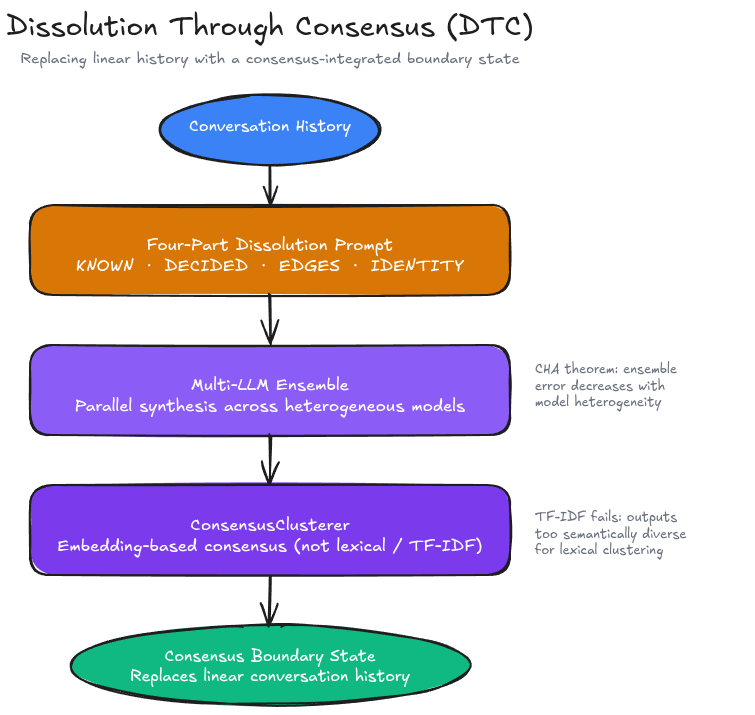 Dissolution Through Consensus (DTC)
Replacing linear history with a consensus-integrated boundary state
Conversation History
Four-Part Dissolution Prompt
KNOWN · DECIDED · EDGES · IDENTITY
Multi-LLM Ensemble
Parallel synthesis across heterogeneous models
CHA theorem: ensemble
error decreases with
model heterogeneity
ConsensusClusterer
Embedding-based consensus (not lexical / TF-IDF)
TF-IDF fails: outputs
too semantically diverse
for lexical clustering
Consensus Boundary State
Replaces linear conversation history